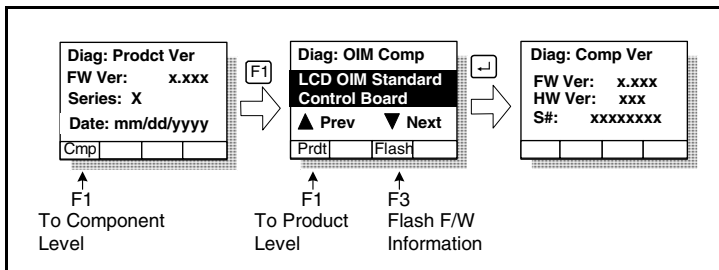 Diag: Prodct Ver
FW Ver: x.xxx
Series: X
Date: mm/dd/yyyy
Cmp
F1
To Component
Level
F1
Diag: OIM Comp
LCD OIM Standard
Control Board
▲ Prev ▼ Next
Prdt Flash
F1
To Product
Level
F3
Flash F/W
Information
↵
Diag: Comp Ver
FW Ver: x.xxx
HW Ver: xxx
S#: xxxxxxxx